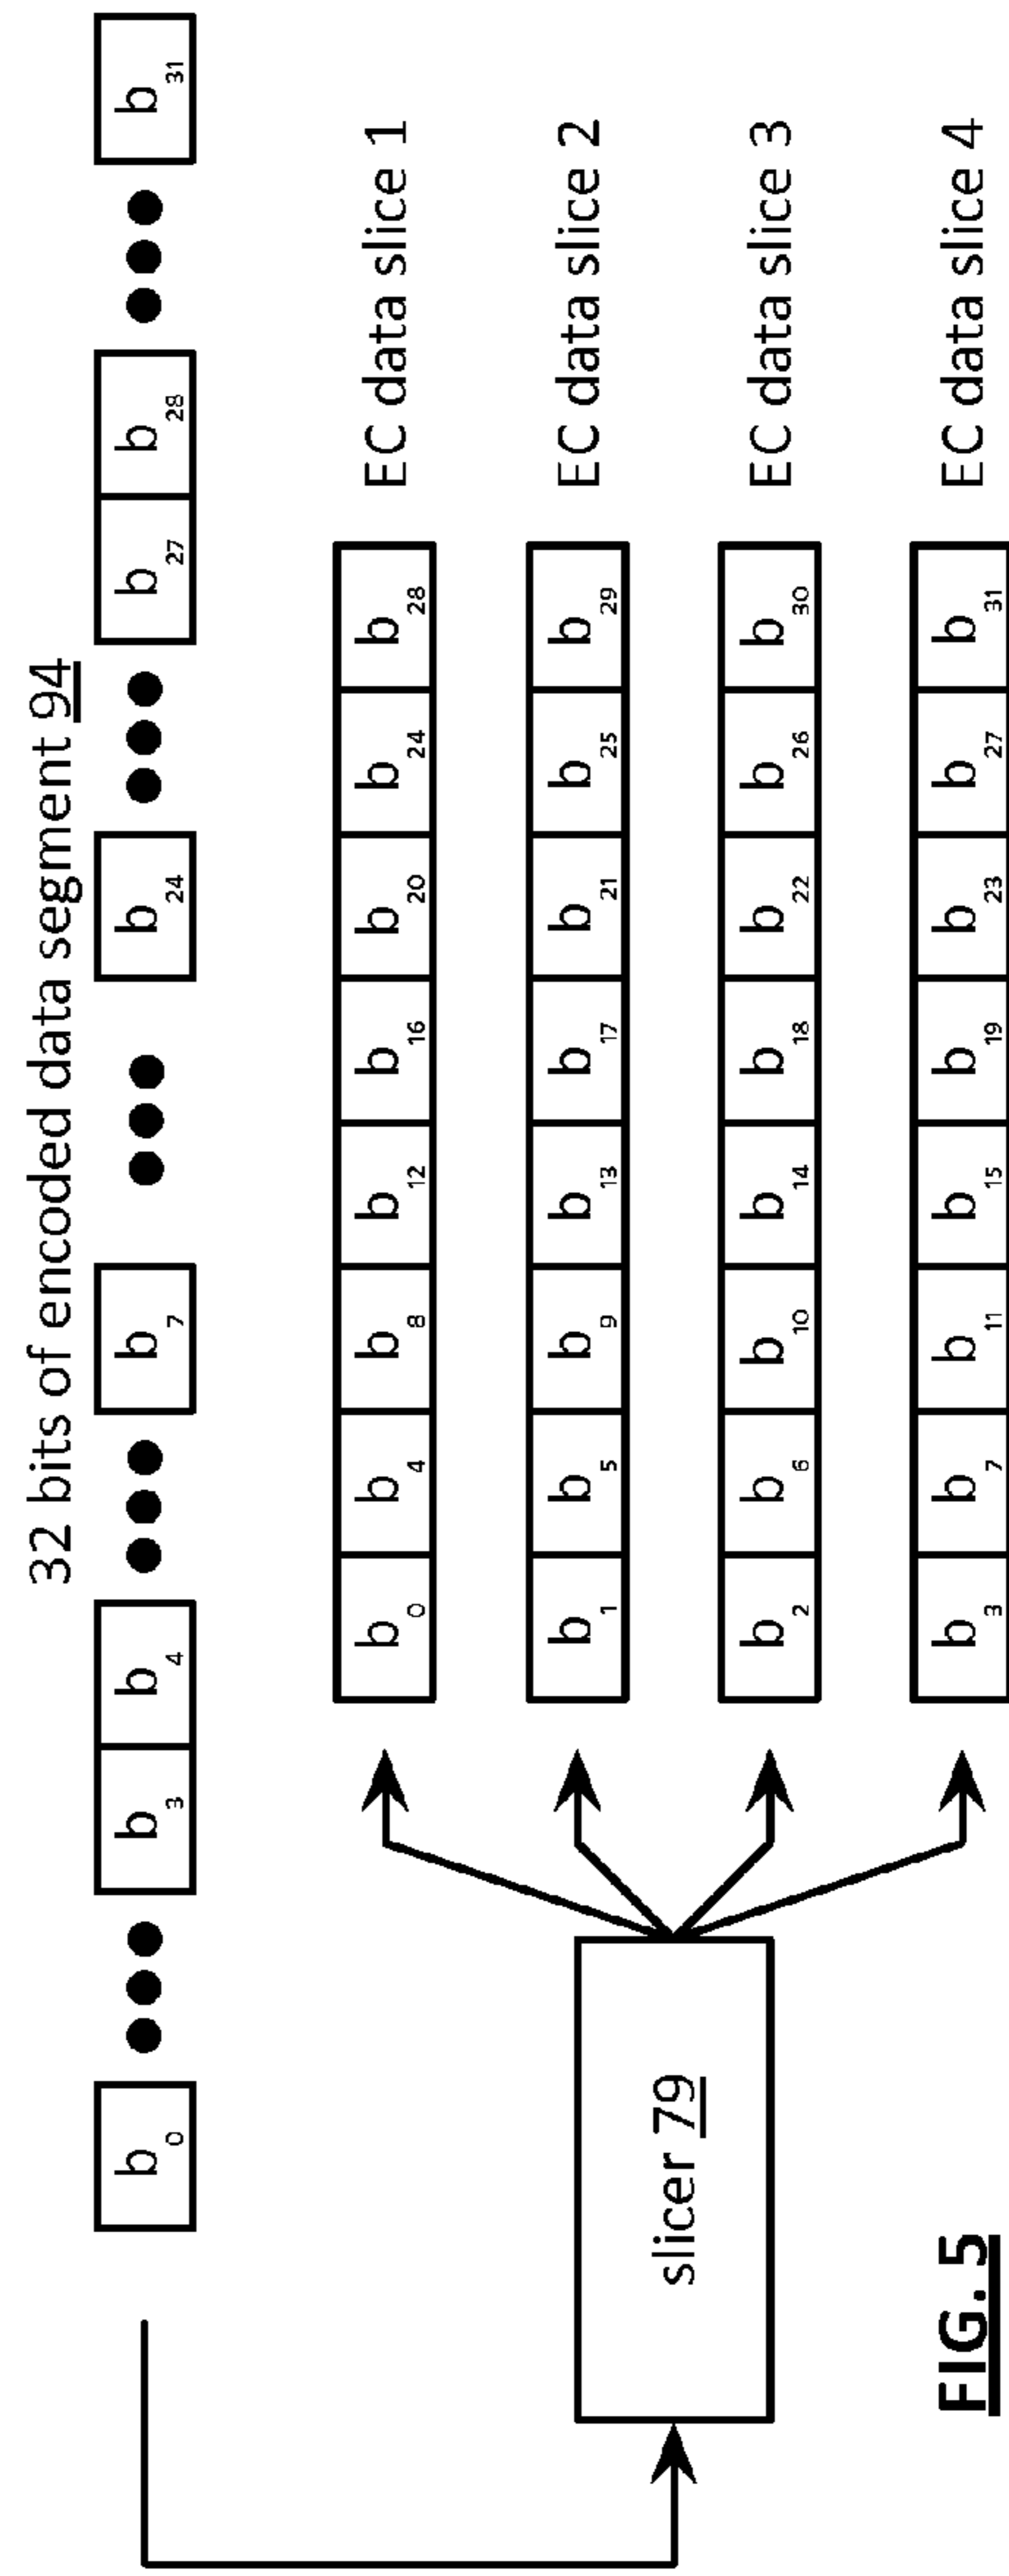 32 bits of encoded data segment 94
b0 ••• b3 b4 ••• b7 ••• b24 ••• b27 b28 ••• b31
b0 b4 b8 b12 b16 b20 b24 b28 EC data slice 1
b1 b5 b9 b13 b17 b21 b25 b29 EC data slice 2
slicer 79
b2 b6 b10 b14 b18 b22 b26 b30 EC data slice 3
b3 b7 b11 b15 b19 b23 b27 b31 EC data slice 4
FIG. 5